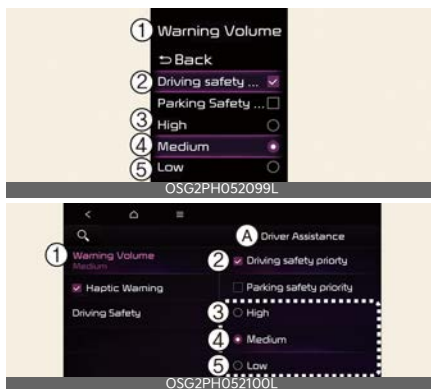 ① Warning Volume
⮌ Back
② Driving safety ...
Parking Safety ...
③ High
④ Medium
⑤ Low
OSG2PH052099L
Ⓐ Driver Assistance
① Warning Volume
Medium
② Driving safety priorty
Haptic Warning
Parking safety priority
Driving Safety
③ High
④ Medium
⑤ Low
OSG2PH052100L